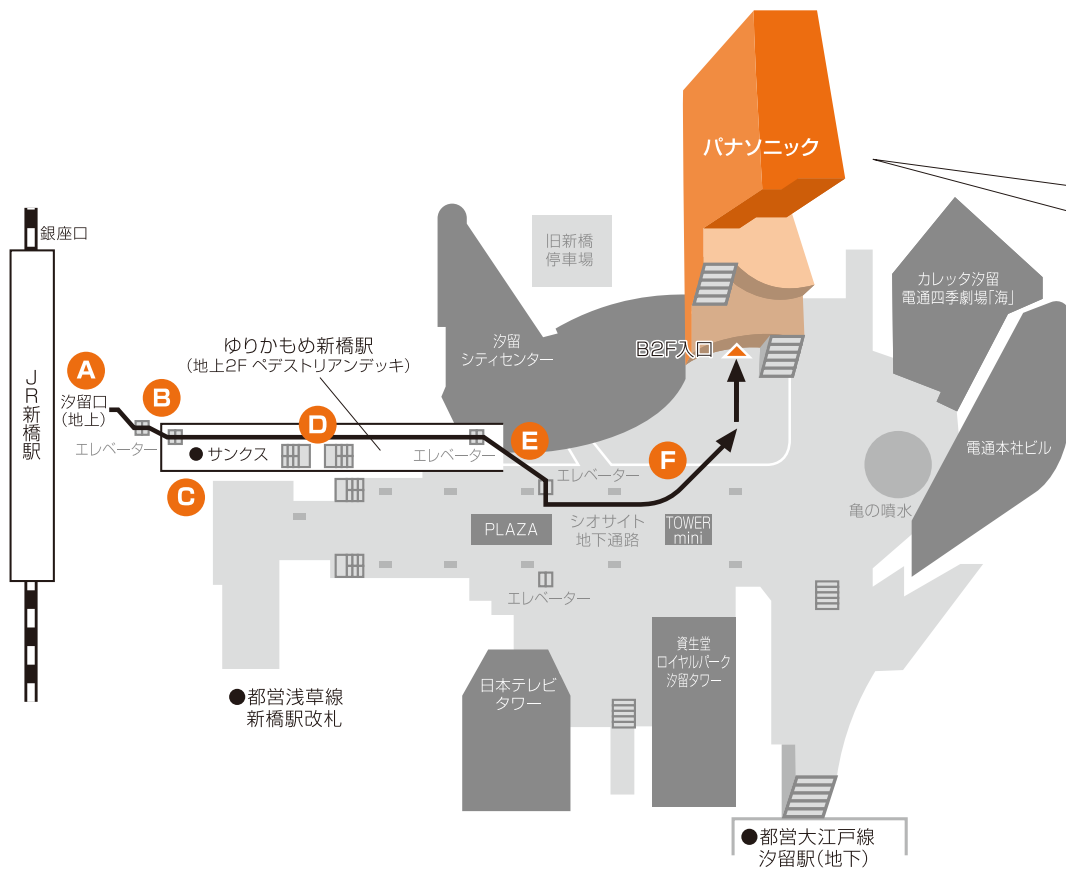 パナソニック
銀座口
旧新橋
停車場
カレッタ汐留
電通四季劇場「海」
汐留
シティセンター
B2F入口
ゆりかもめ新橋駅
(地上2F ペデストリアンデッキ)
JR新橋駅
A
汐留口
(地上)
B
エレベーター
D
サンクス
エレベーター
E
エレベーター
F
電通本社ビル
C
亀の噴水
PLAZA
シオサイト
地下通路
TOWER
mini
エレベーター
資生堂
ロイヤルパーク
汐留タワー
日本テレビ
タワー
●都営浅草線
新橋駅改札
●都営大江戸線
汐留駅(地下)